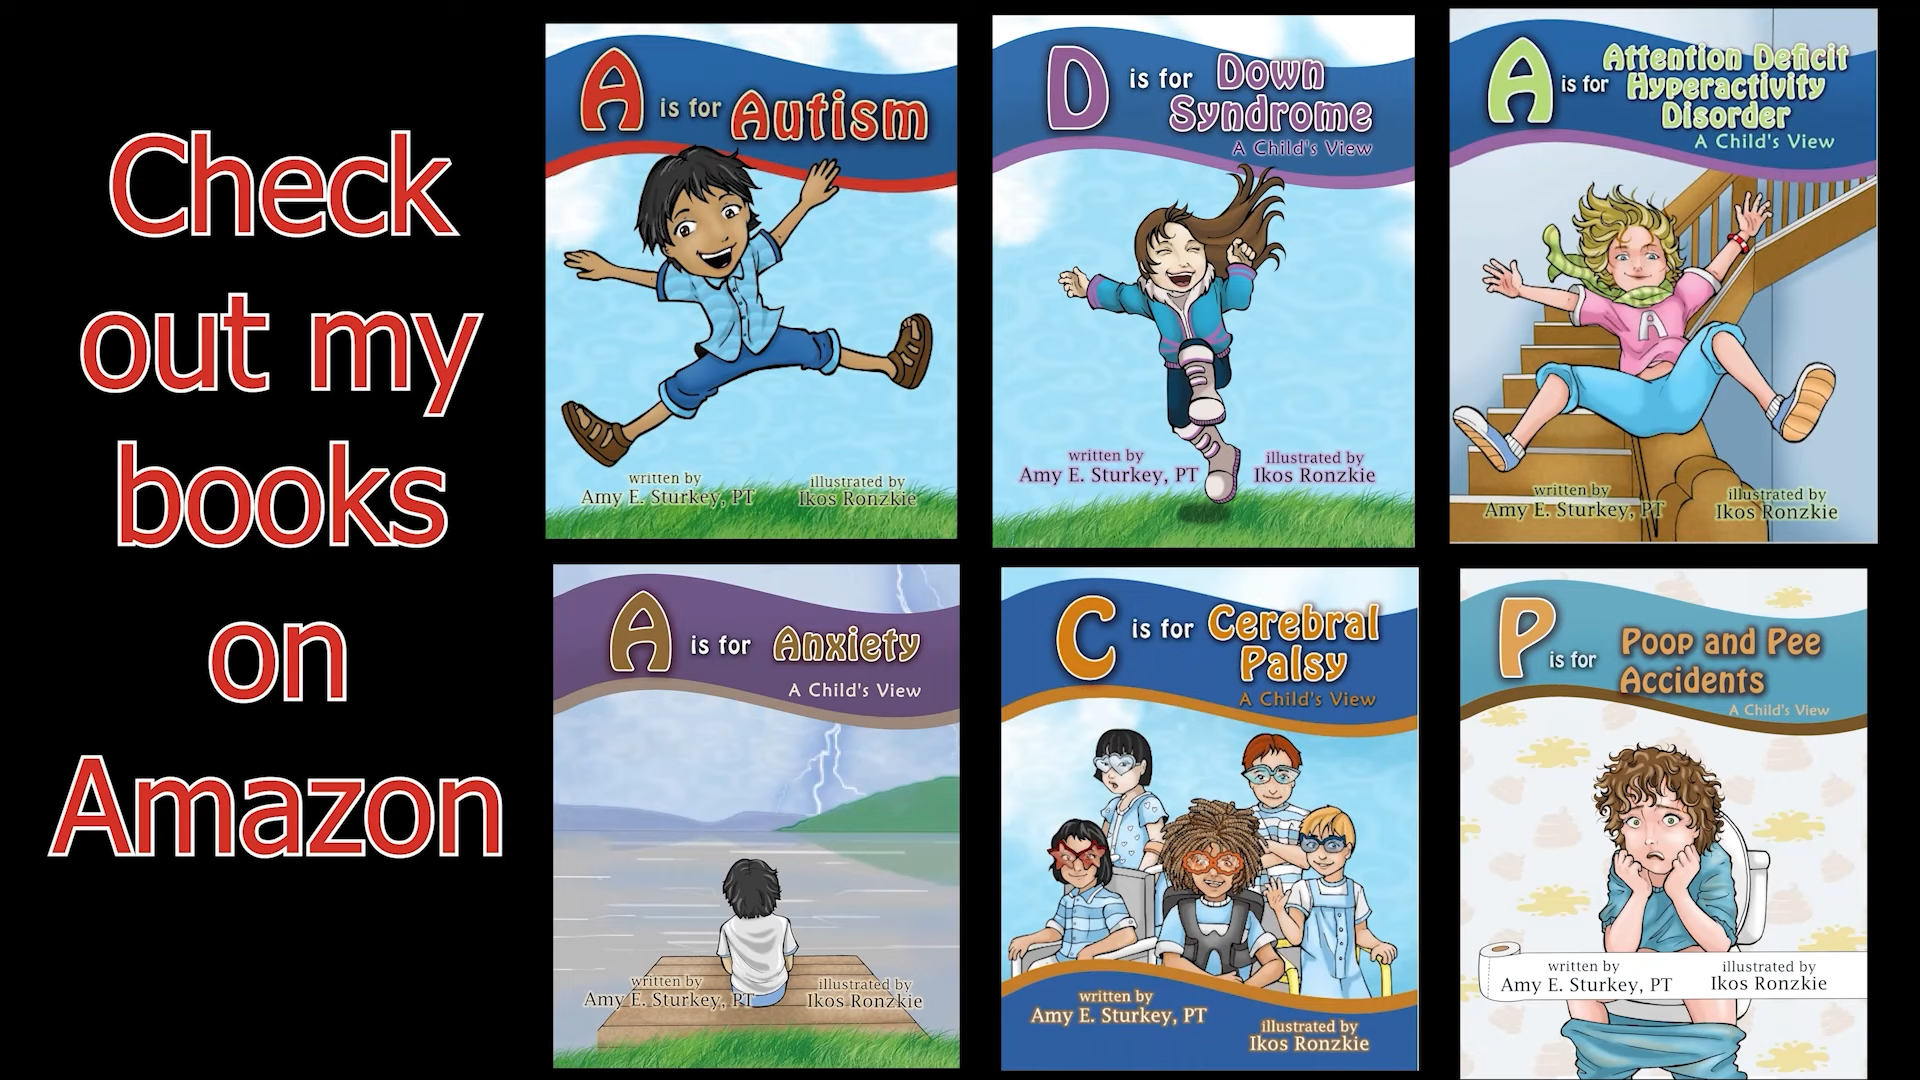 Check
out my
books
on
Amazon
A is for Autism
written by
Amy E. Sturkey, PT
illustrated by
Ikos Ronzkie
D is for Down
Syndrome
A Child's View
written by
Amy E. Sturkey, PT
illustrated by
Ikos Ronzkie
A is for Attention Deficit
Hyperactivity
Disorder
A Child's View
A
written by
Amy E. Sturkey, PT
illustrated by
Ikos Ronzkie
A is for Anxiety
A Child's View
written by
Amy E. Sturkey, PT
illustrated by
Ikos Ronzkie
C is for Cerebral
Palsy
A Child's View
written by
Amy E. Sturkey, PT
illustrated by
Ikos Ronzkie
P is for Poop and Pee
Accidents
A Child's View
written by
Amy E. Sturkey, PT
illustrated by
Ikos Ronzkie